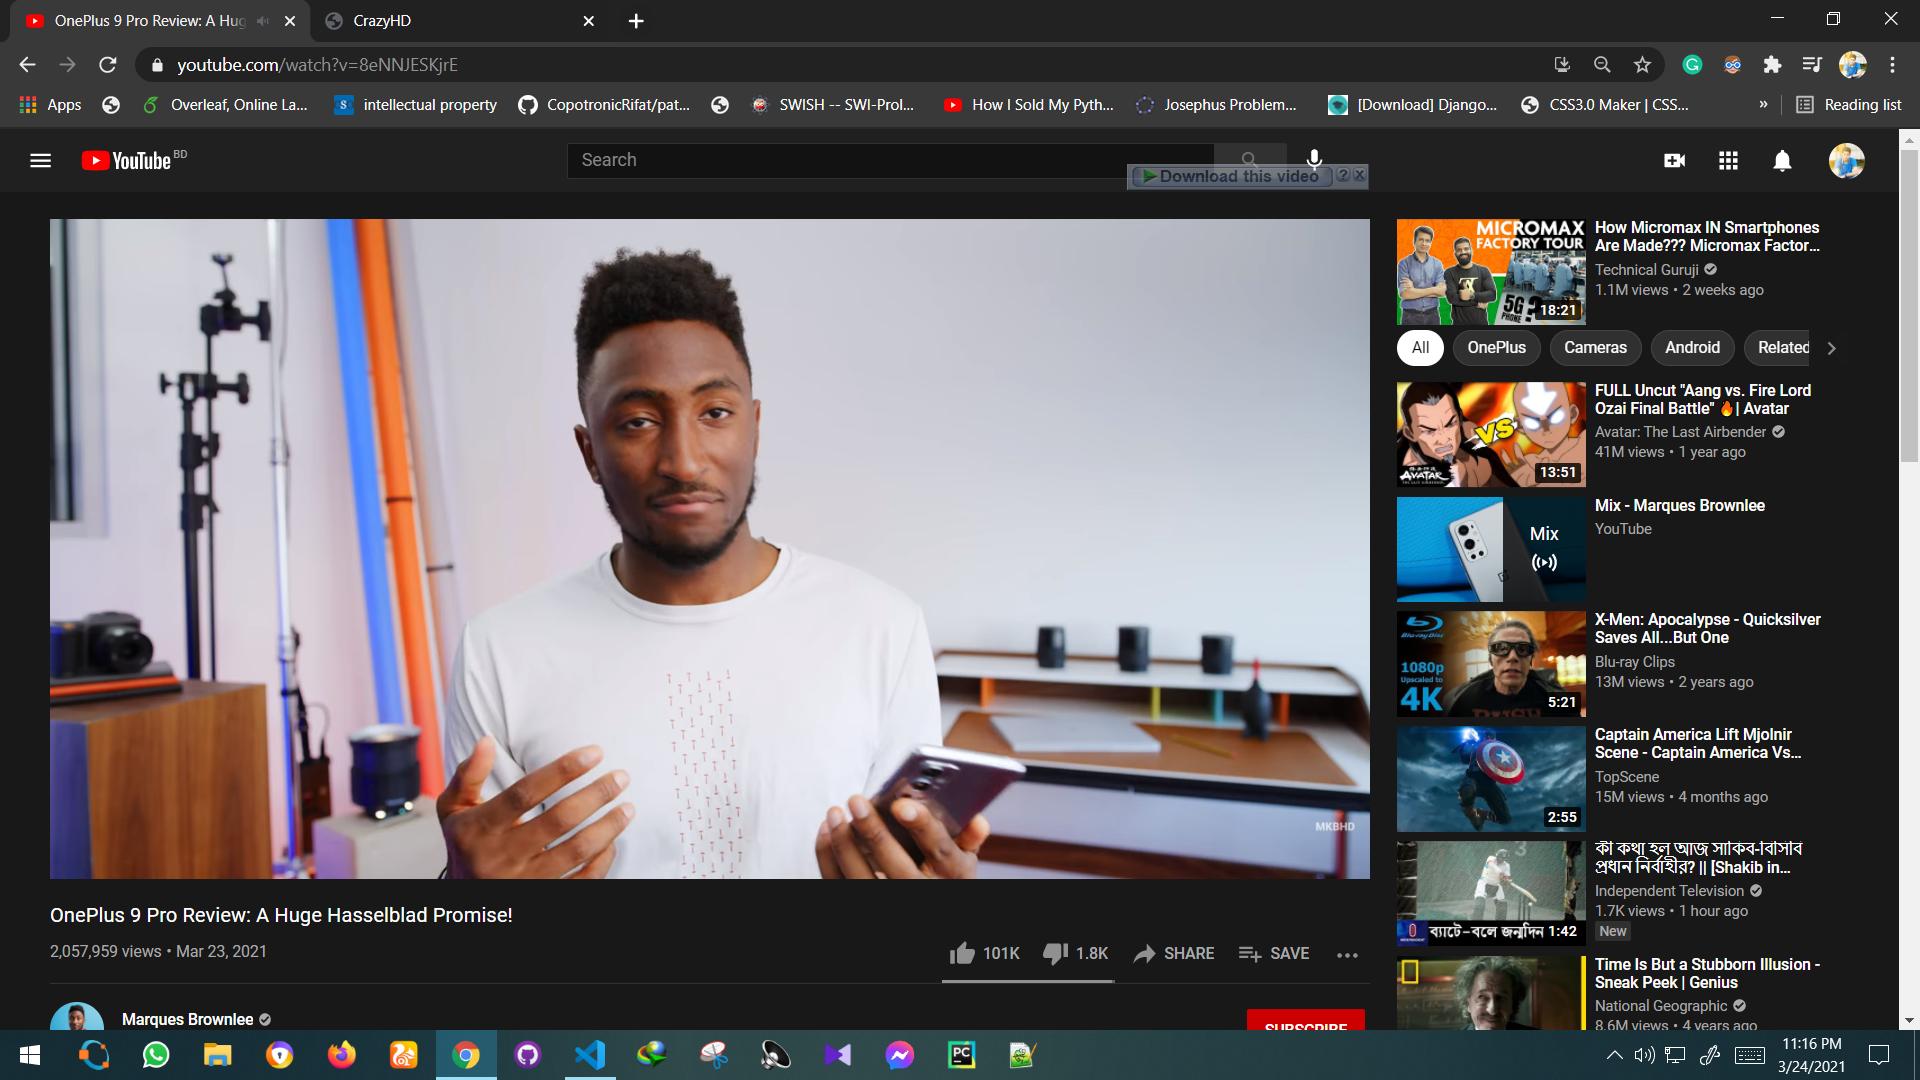 OnePlus 9 Pro Review: A Hug
CrazyHD
youtube.com/watch?v=8eNNJESKjrE
Apps
Overleaf, Online La...
intellectual property
CopotronicRifat/pat...
SWISH -- SWI-Prol...
How I Sold My Pyth...
Josephus Problem...
[Download] Django...
CSS3.0 Maker | CSS...
»
Reading list
YouTube BD
Search
Download this video
MKBHD
OnePlus 9 Pro Review: A Huge Hasselblad Promise!
2,057,959 views • Mar 23, 2021
101K
1.8K
SHARE
SAVE
Marques Brownlee
SUBSCRIBE
MICROMAX
FACTORY TOUR
5G ?
PHONE
18:21
How Micromax IN Smartphones
Are Made??? Micromax Factor...
Technical Guruji
1.1M views • 2 weeks ago
All
OnePlus
Cameras
Android
Related
VS
AVATAR
13:51
FULL Uncut "Aang vs. Fire Lord
Ozai Final Battle" 🔥| Avatar
Avatar: The Last Airbender
41M views • 1 year ago
Mix
Mix - Marques Brownlee
YouTube
Blu-ray Disc
1080p
Upscaled to
4K
RUSH
5:21
X-Men: Apocalypse - Quicksilver
Saves All...But One
Blu-ray Clips
13M views • 2 years ago
2:55
Captain America Lift Mjolnir
Scene - Captain America Vs...
TopScene
15M views • 4 months ago
3
ব্যাটে-বলে জন্মদিন
1:42
কী কথা হল আজ সাকিব-বিসিবি
প্রধান নির্বাহীর? || [Shakib in...
Independent Television
1.7K views • 1 hour ago
New
Time Is But a Stubborn Illusion -
Sneak Peek | Genius
National Geographic
8.6M views • 4 years ago
PC
11:16 PM
3/24/2021